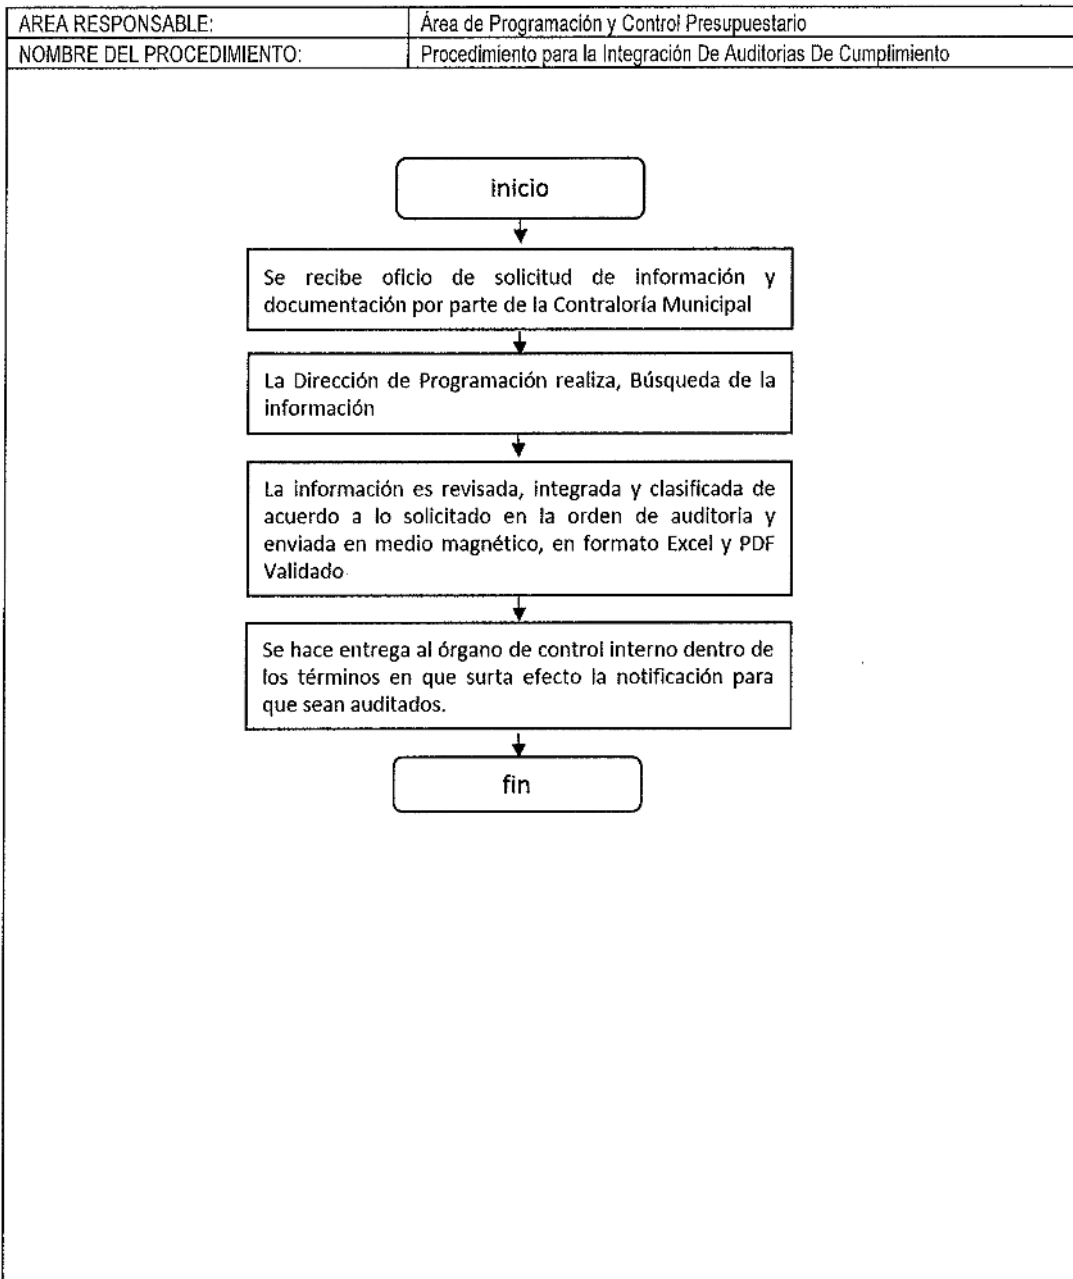 AREA RESPONSABLE: Área de Programación y Control Presupuestario
NOMBRE DEL PROCEDIMIENTO: Procedimiento para la Integración De Auditorias De Cumplimiento
inicio
Se recibe oficio de solicitud de información y
documentación por parte de la Contraloría Municipal
La Dirección de Programación realiza, Búsqueda de la
información
La información es revisada, integrada y clasificada de
acuerdo a lo solicitado en la orden de auditoria y
enviada en medio magnético, en formato Excel y PDF
Validado
Se hace entrega al órgano de control interno dentro de
los términos en que surta efecto la notificación para
que sean auditados.
fin